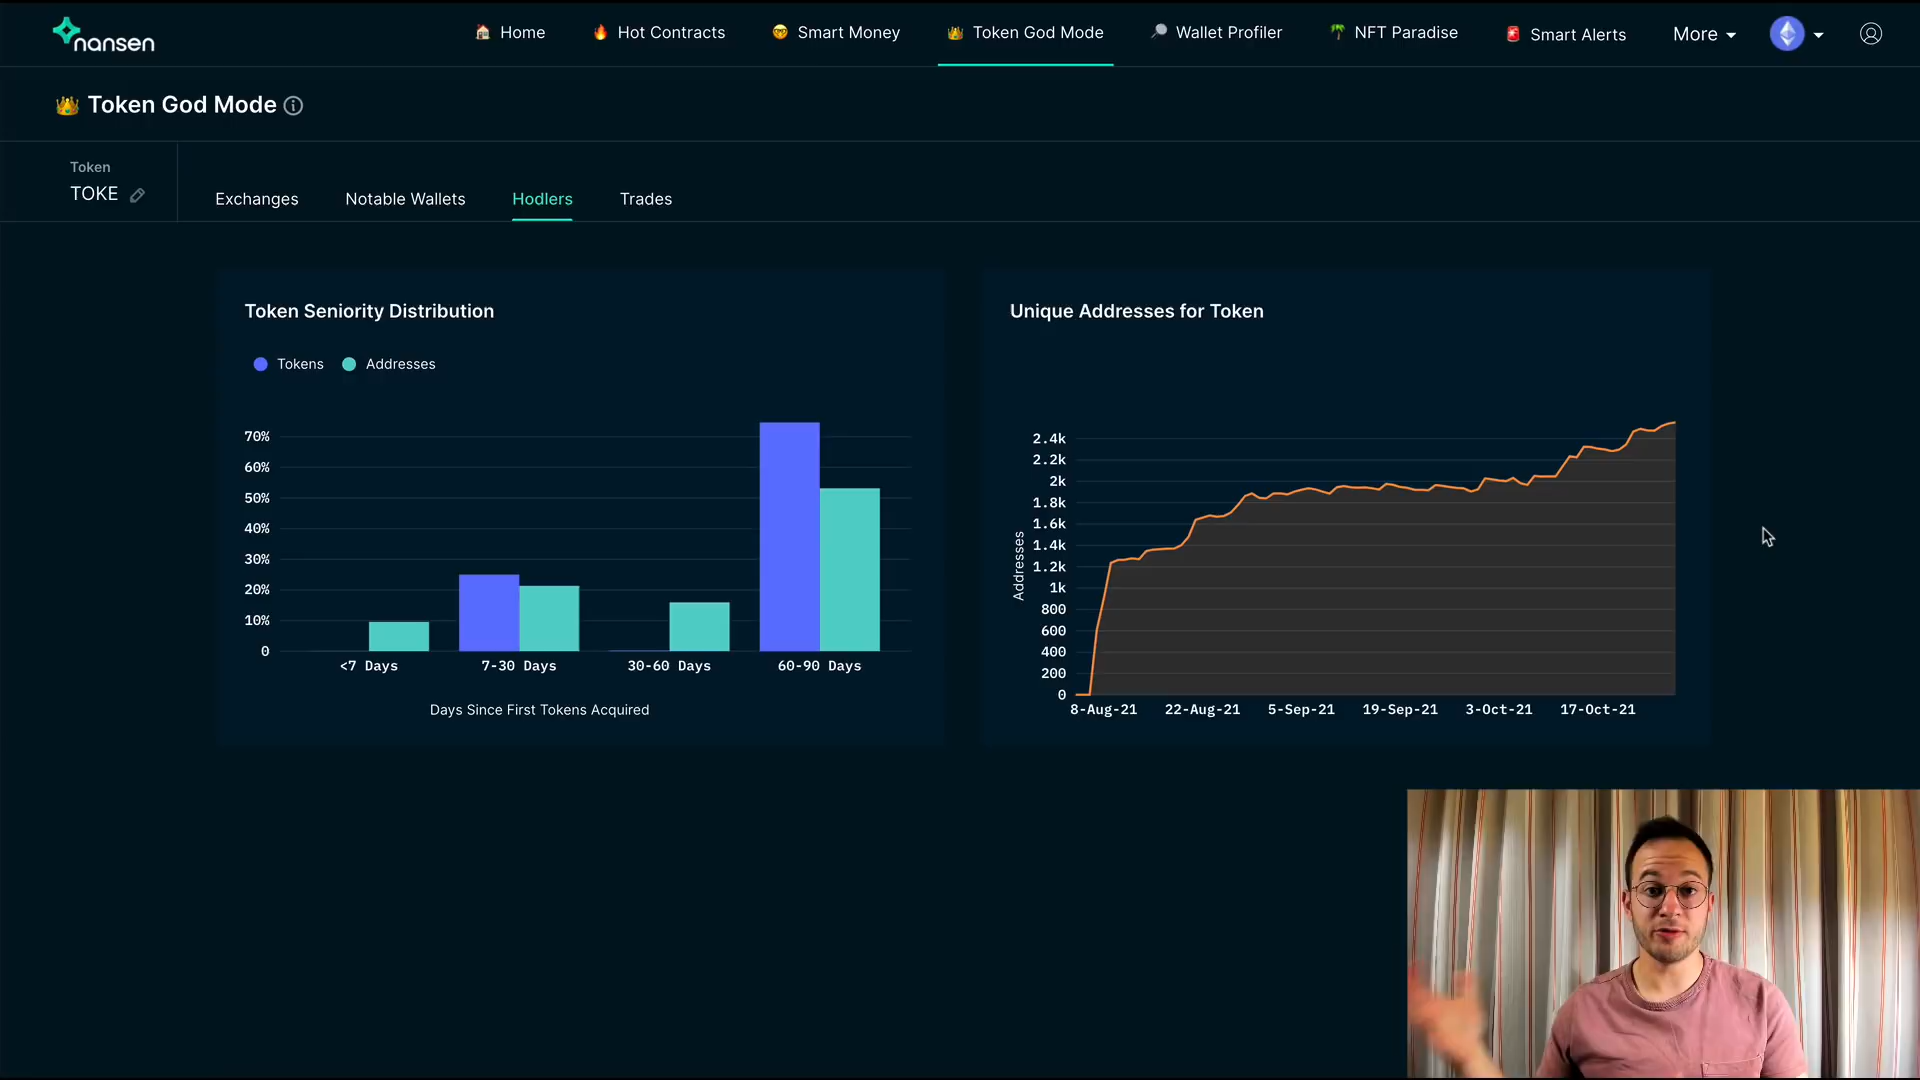 nansen
Home
Hot Contracts
Smart Money
Token God Mode
Wallet Profiler
NFT Paradise
Smart Alerts
More
Token God Mode
Token
TOKE
Exchanges
Notable Wallets
Hodlers
Trades
Token Seniority Distribution
Tokens
Addresses
70%
60%
50%
40%
30%
20%
10%
0
<7 Days
7-30 Days
30-60 Days
60-90 Days
Days Since First Tokens Acquired
Unique Addresses for Token
Addresses
2.4k
2.2k
2k
1.8k
1.6k
1.4k
1.2k
1k
800
600
400
200
0
8-Aug-21
22-Aug-21
5-Sep-21
19-Sep-21
3-Oct-21
17-Oct-21